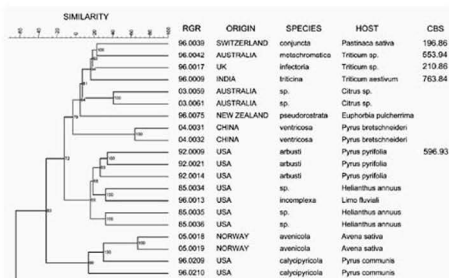 SIMILARITY
RGR ORIGIN SPECIES HOST CBS
96.0039 SWITZERLAND conjuncta Pastinaca sativa 196.86
96.0042 AUSTRALIA metachromatica Triticum sp. 553.94
96.0017 UK infectoria Triticum sp. 210.86
96.0009 INDIA triticina Triticum aestivum 763.84
03.0059 AUSTRALIA sp. Citrus sp.
03.0061 AUSTRALIA sp. Citrus sp.
96.0075 NEW ZEALAND pseudorostrata Euphorbia pulcherrima
04.0031 CHINA ventricosa Pyrus bretschneideri
04.0032 CHINA ventricosa Pyrus bretschneideri
92.0009 USA arbusti Pyrus pyrifolia 596.93
92.0021 USA arbusti Pyrus pyrifolia
92.0014 USA arbusti Pyrus pyrifolia
85.0034 USA sp. Helianthus annuus
96.0013 USA incomplexa Limo fluviali
85.0035 USA sp. Helianthus annuus
85.0036 USA sp. Helianthus annuus
05.0018 NORWAY avenicola Avena sativa
05.0019 NORWAY avenicola Avena sativa
96.0209 USA calycipyricola Pyrus communis
96.0210 USA calycipyricola Pyrus communis